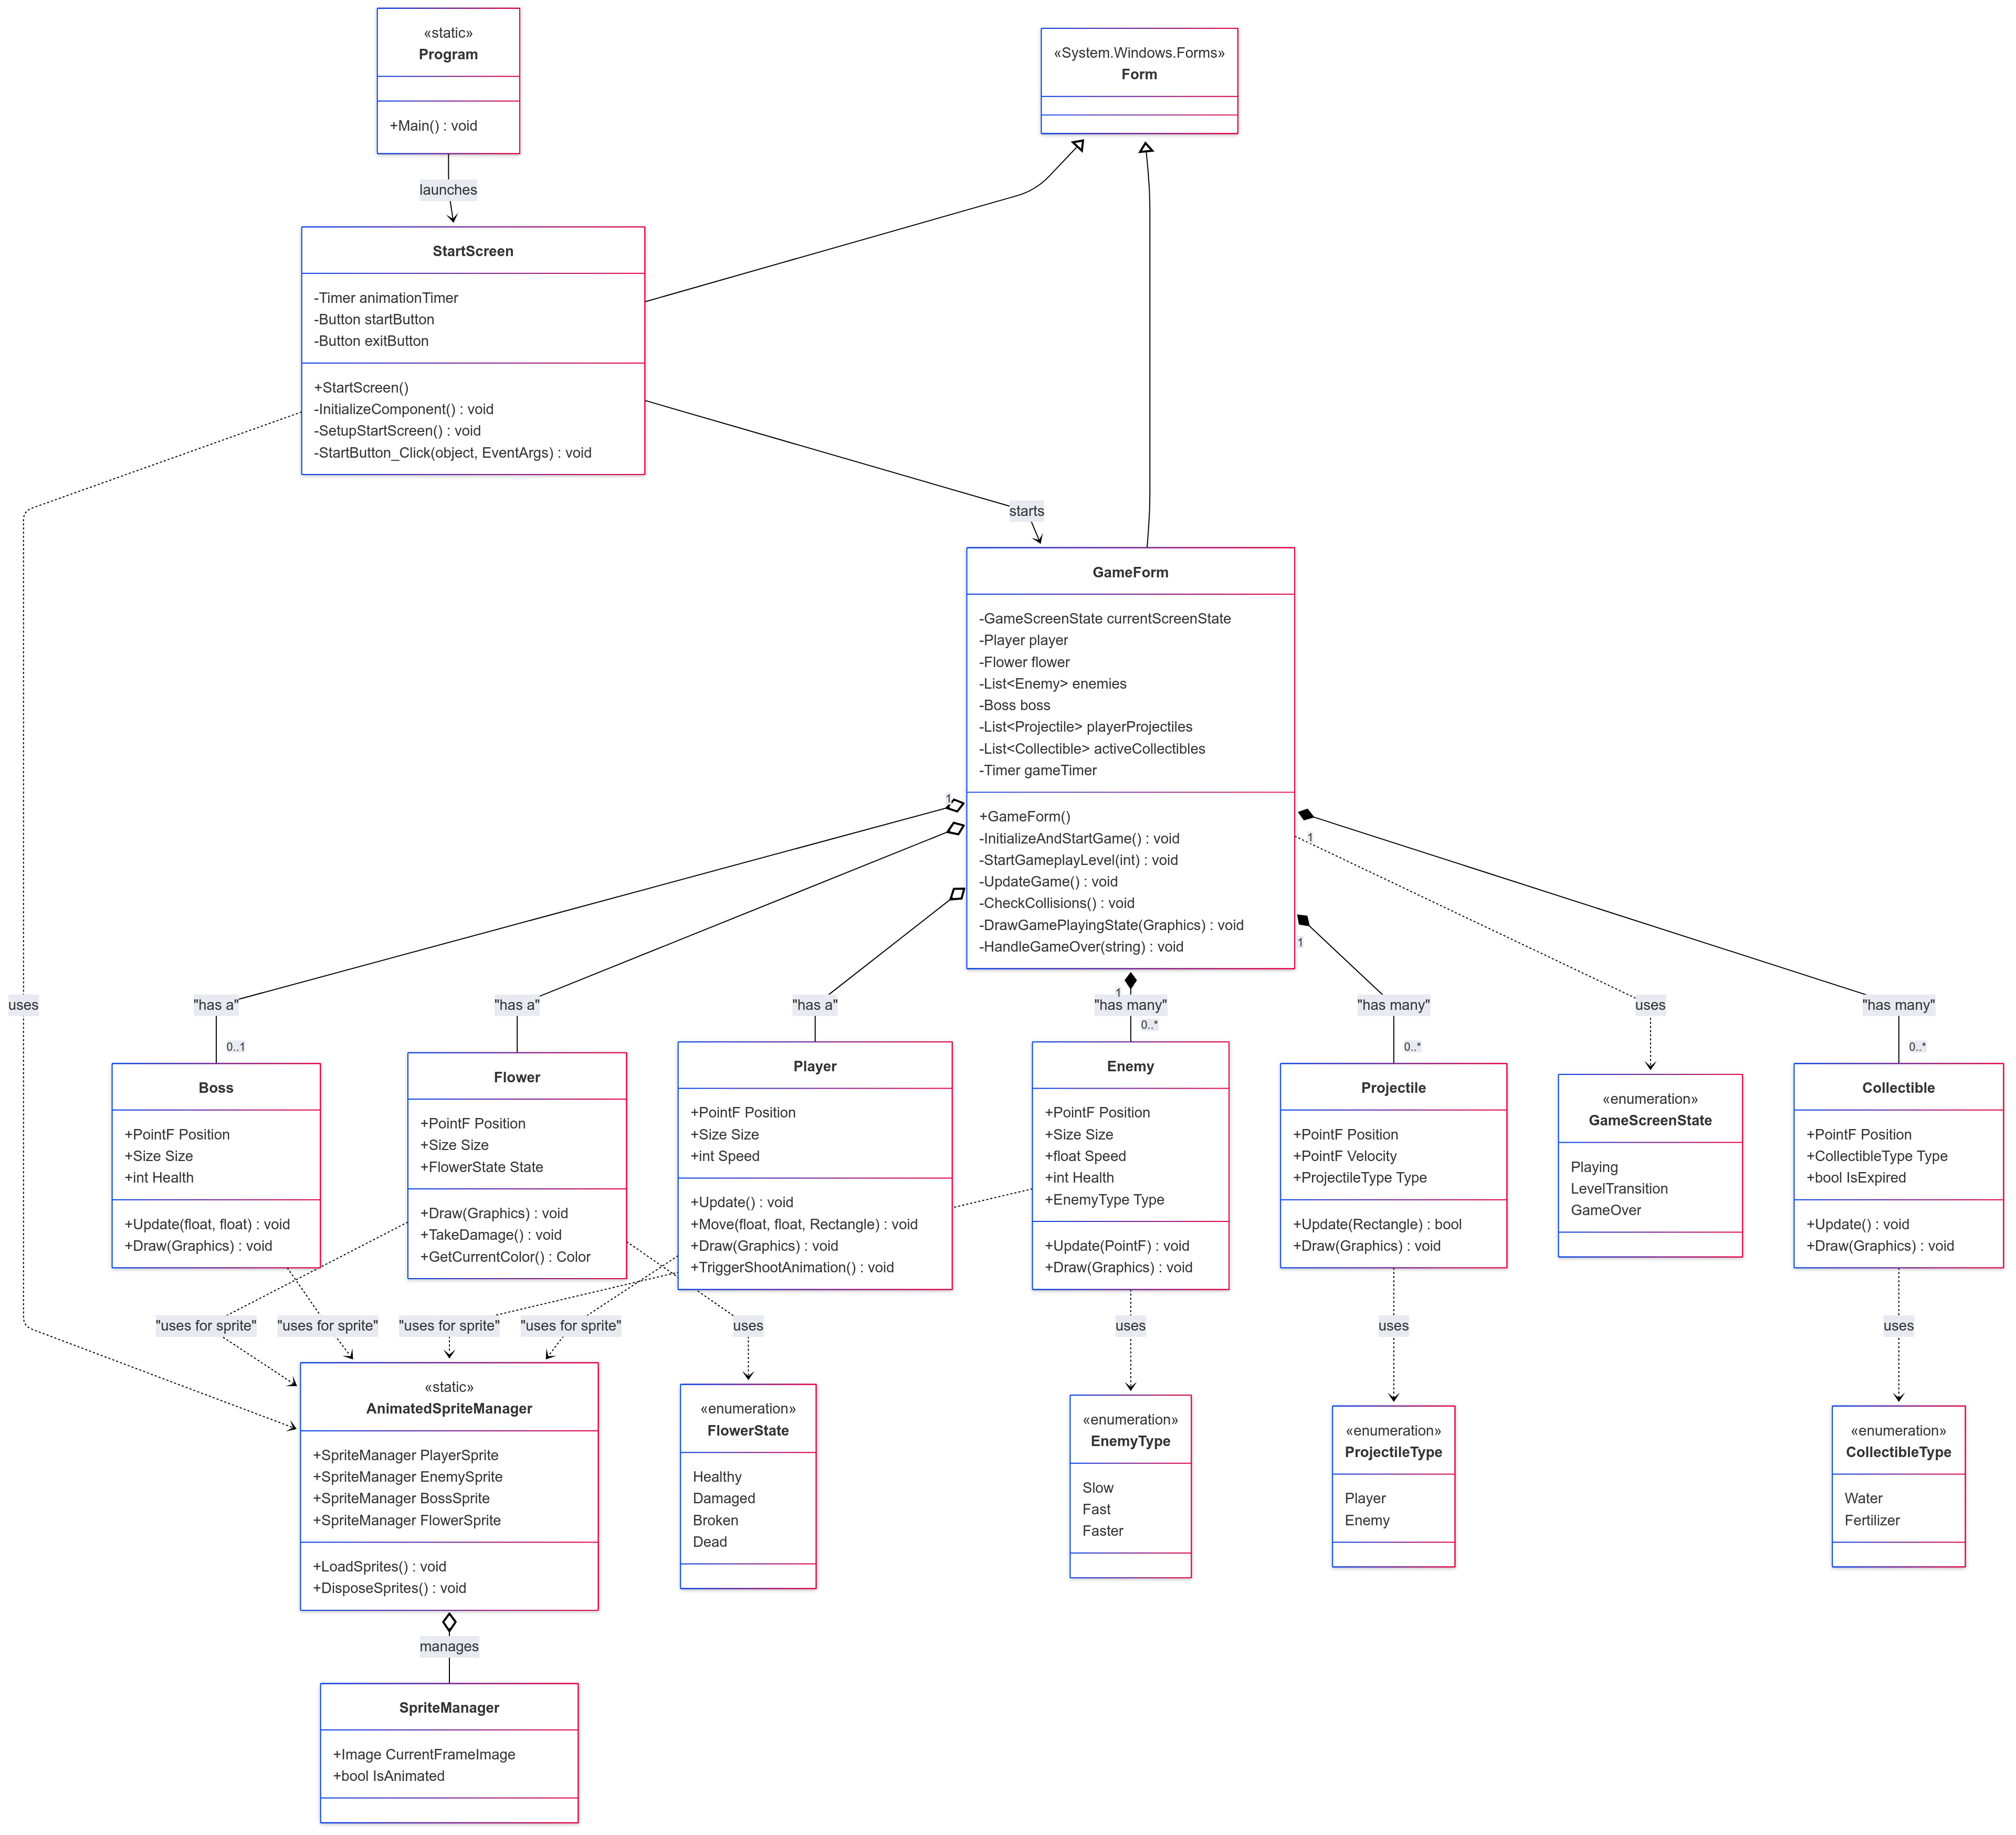 «static»
Program
+Main() : void
«System.Windows.Forms»
Form
launches
StartScreen
-Timer animationTimer
-Button startButton
-Button exitButton
+StartScreen()
-InitializeComponent() : void
-SetupStartScreen() : void
-StartButton_Click(object, EventArgs) : void
starts
GameForm
-GameScreenState currentScreenState
-Player player
-Flower flower
-List<Enemy> enemies
-Boss boss
-List<Projectile> playerProjectiles
-List<Collectible> activeCollectibles
-Timer gameTimer
+GameForm()
-InitializeAndStartGame() : void
-StartGameplayLevel(int) : void
-UpdateGame() : void
-CheckCollisions() : void
-DrawGamePlayingState(Graphics) : void
-HandleGameOver(string) : void
1
1
1
1
uses
"has a"
"has a"
"has a"
"has many"
"has many"
uses
"has many"
0..1
0..*
0..*
0..*
Boss
+PointF Position
+Size Size
+int Health
+Update(float, float) : void
+Draw(Graphics) : void
Flower
+PointF Position
+Size Size
+FlowerState State
+Draw(Graphics) : void
+TakeDamage() : void
+GetCurrentColor() : Color
Player
+PointF Position
+Size Size
+int Speed
+Update() : void
+Move(float, float, Rectangle) : void
+Draw(Graphics) : void
+TriggerShootAnimation() : void
Enemy
+PointF Position
+Size Size
+float Speed
+int Health
+EnemyType Type
+Update(PointF) : void
+Draw(Graphics) : void
Projectile
+PointF Position
+PointF Velocity
+ProjectileType Type
+Update(Rectangle) : bool
+Draw(Graphics) : void
«enumeration»
GameScreenState
Playing
LevelTransition
GameOver
Collectible
+PointF Position
+CollectibleType Type
+bool IsExpired
+Update() : void
+Draw(Graphics) : void
"uses for sprite"
"uses for sprite"
"uses for sprite"
"uses for sprite"
uses
uses
uses
uses
«static»
AnimatedSpriteManager
+SpriteManager PlayerSprite
+SpriteManager EnemySprite
+SpriteManager BossSprite
+SpriteManager FlowerSprite
+LoadSprites() : void
+DisposeSprites() : void
«enumeration»
FlowerState
Healthy
Damaged
Broken
Dead
«enumeration»
EnemyType
Slow
Fast
Faster
«enumeration»
ProjectileType
Player
Enemy
«enumeration»
CollectibleType
Water
Fertilizer
manages
SpriteManager
+Image CurrentFrameImage
+bool IsAnimated